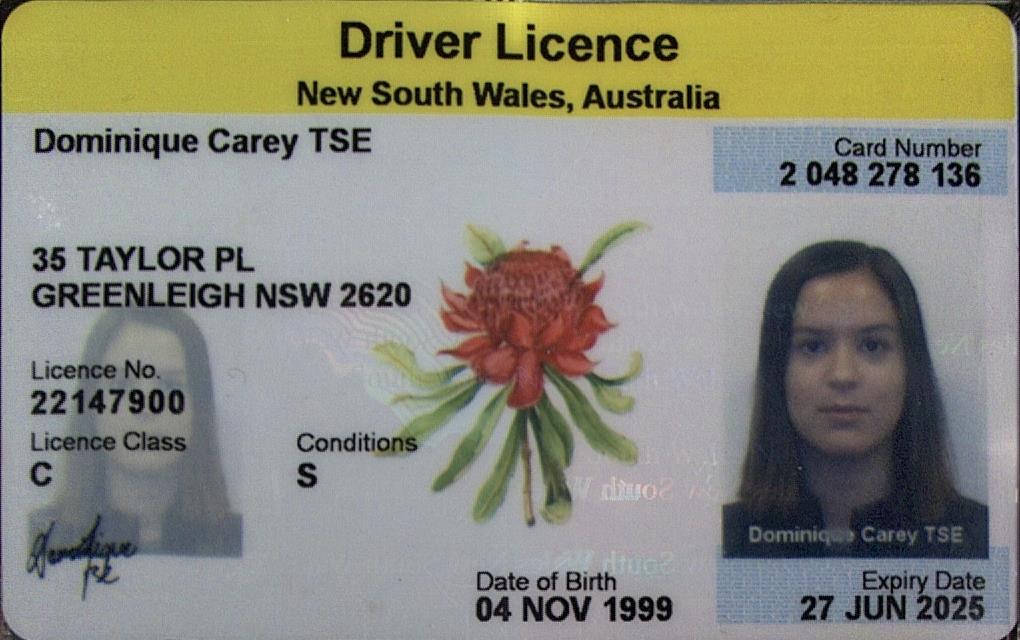 Driver Licence
New South Wales, Australia
Dominique Carey TSE
Card Number
2 048 278 136
35 TAYLOR PL
GREENLEIGH NSW 2620
Licence No.
22147900
Licence Class
Conditions
C
S
Dominique Carey TSE
Dominique
TSE
Date of Birth
04 NOV 1999
Expiry Date
27 JUN 2025